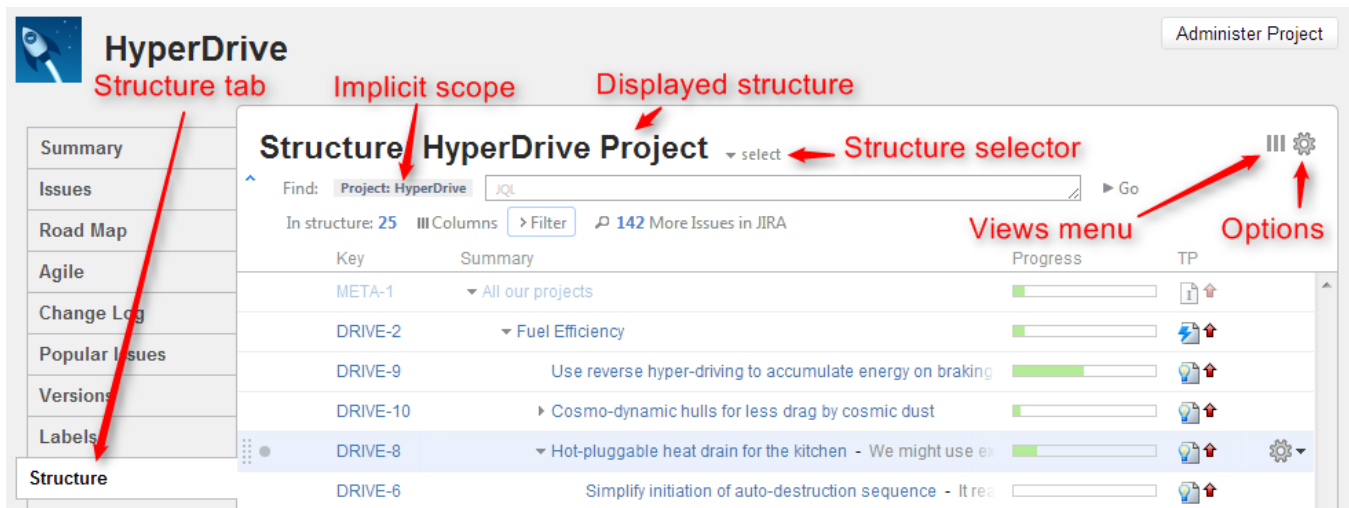 HyperDrive
Administer Project
Structure tab
Implicit scope
Displayed structure
Summary
Issues
Road Map
Agile
Change Log
Popular Issues
Versions
Labels
Structure
Structure HyperDrive Project select
Structure selector
Find: Project: HyperDrive JQL Go
In structure: 25 Columns Filter 142 More Issues in JIRA
Views menu
Options
Key Summary Progress TP
META-1 All our projects
DRIVE-2 Fuel Efficiency
DRIVE-9 Use reverse hyper-driving to accumulate energy on braking
DRIVE-10 Cosmo-dynamic hulls for less drag by cosmic dust
DRIVE-8 Hot-pluggable heat drain for the kitchen - We might use
DRIVE-6 Simplify initiation of auto-destruction sequence - It